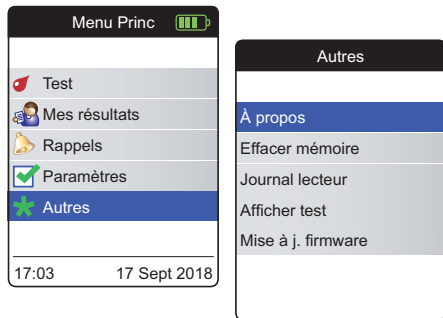 Menu Princ
Test
Mes résultats
Rappels
Paramètres
Autres
17:03 17 Sept 2018
Autres
À propos
Effacer mémoire
Journal lecteur
Afficher test
Mise à j. firmware